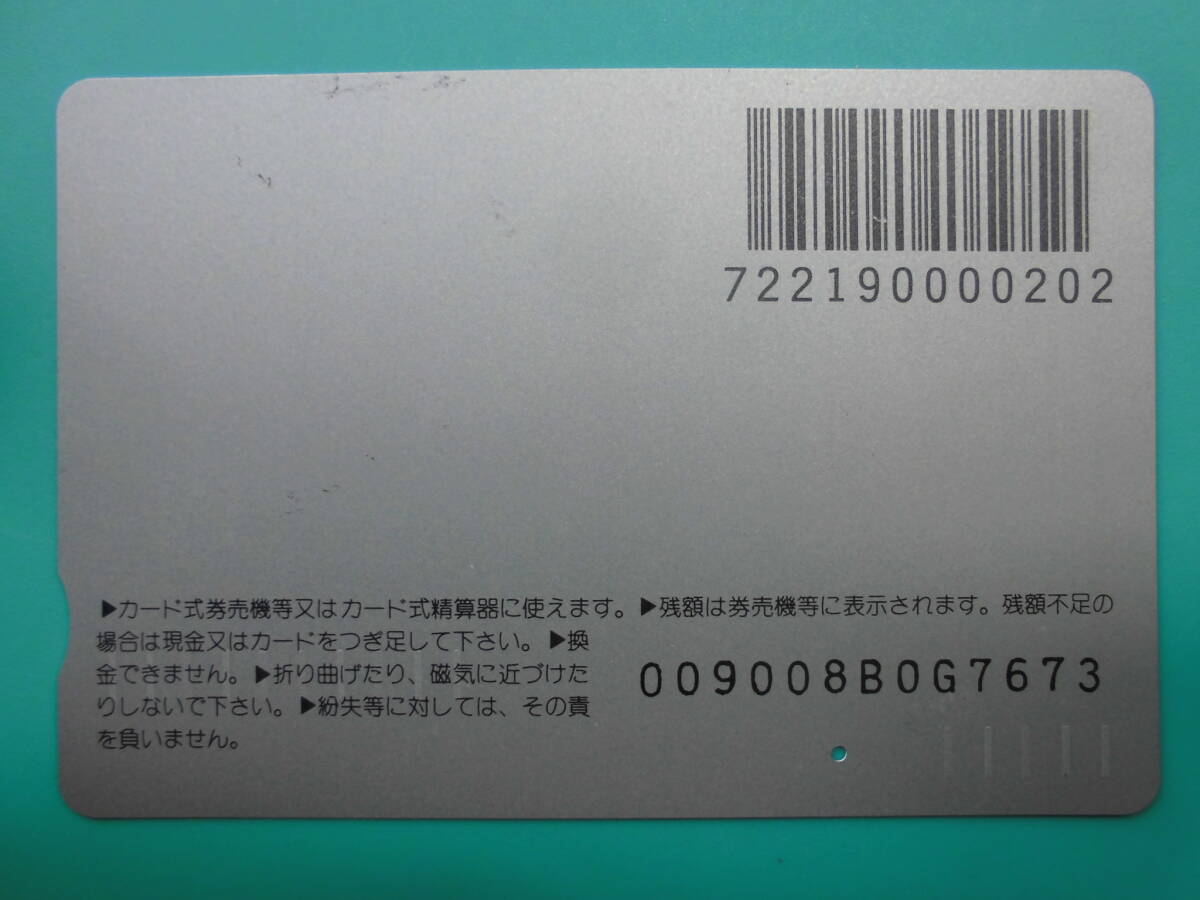 722190000202
▶カード式券売機等又はカード式精算器に使えます。▶残額は券売機等に表示されます。残額不足の
場合は現金又はカードをつぎ足して下さい。▶換
金できません。▶折り曲げたり、磁気に近づけた
りしないで下さい。▶紛失等に対しては、その責
を負いません。
009008B0G7673